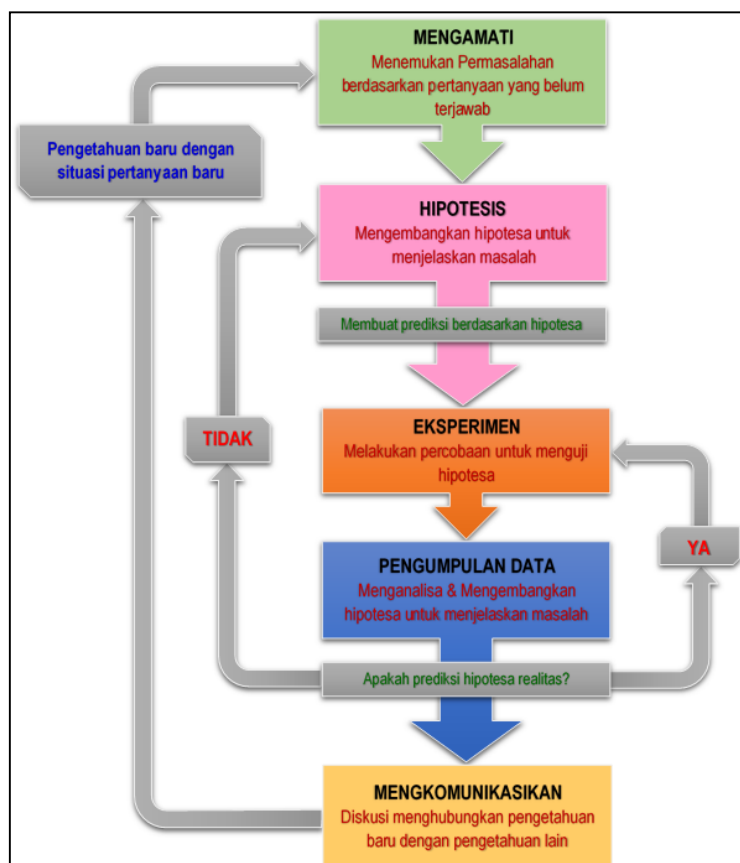 MENGAMATI
Menemukan Permasalahan
berdasarkan pertanyaan yang belum
terjawab
Pengetahuan baru dengan
situasi pertanyaan baru
HIPOTESIS
Mengembangkan hipotesa untuk
menjelaskan masalah
Membuat prediksi berdasarkan hipotesa
TIDAK
EKSPERIMEN
Melakukan percobaan untuk menguji
hipotesa
YA
PENGUMPULAN DATA
Menganalisa & Mengembangkan
hipotesa untuk menjelaskan masalah
Apakah prediksi hipotesa realitas?
MENGKOMUNIKASIKAN
Diskusi menghubungkan pengetahuan
baru dengan pengetahuan lain